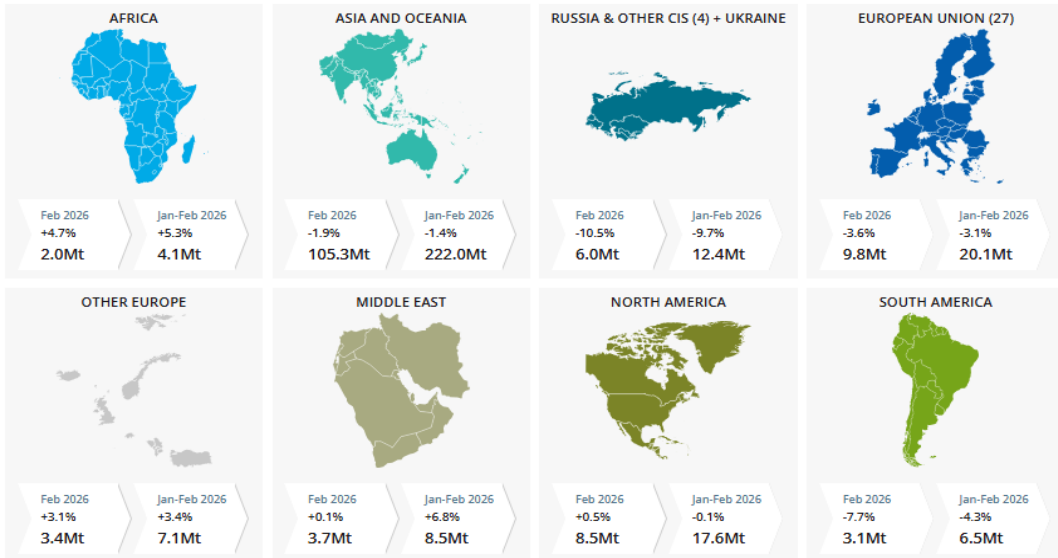 AFRICA
Feb 2026
+4.7%
2.0Mt
Jan-Feb 2026
+5.3%
4.1Mt
ASIA AND OCEANIA
Feb 2026
-1.9%
105.3Mt
Jan-Feb 2026
-1.4%
222.0Mt
RUSSIA & OTHER CIS (4) + UKRAINE
Feb 2026
-10.5%
6.0Mt
Jan-Feb 2026
-9.7%
12.4Mt
EUROPEAN UNION (27)
Feb 2026
-3.6%
9.8Mt
Jan-Feb 2026
-3.1%
20.1Mt
OTHER EUROPE
Feb 2026
+3.1%
3.4Mt
Jan-Feb 2026
+3.4%
7.1Mt
MIDDLE EAST
Feb 2026
+0.1%
3.7Mt
Jan-Feb 2026
+6.8%
8.5Mt
NORTH AMERICA
Feb 2026
+0.5%
8.5Mt
Jan-Feb 2026
-0.1%
17.6Mt
SOUTH AMERICA
Feb 2026
-7.7%
3.1Mt
Jan-Feb 2026
-4.3%
6.5Mt